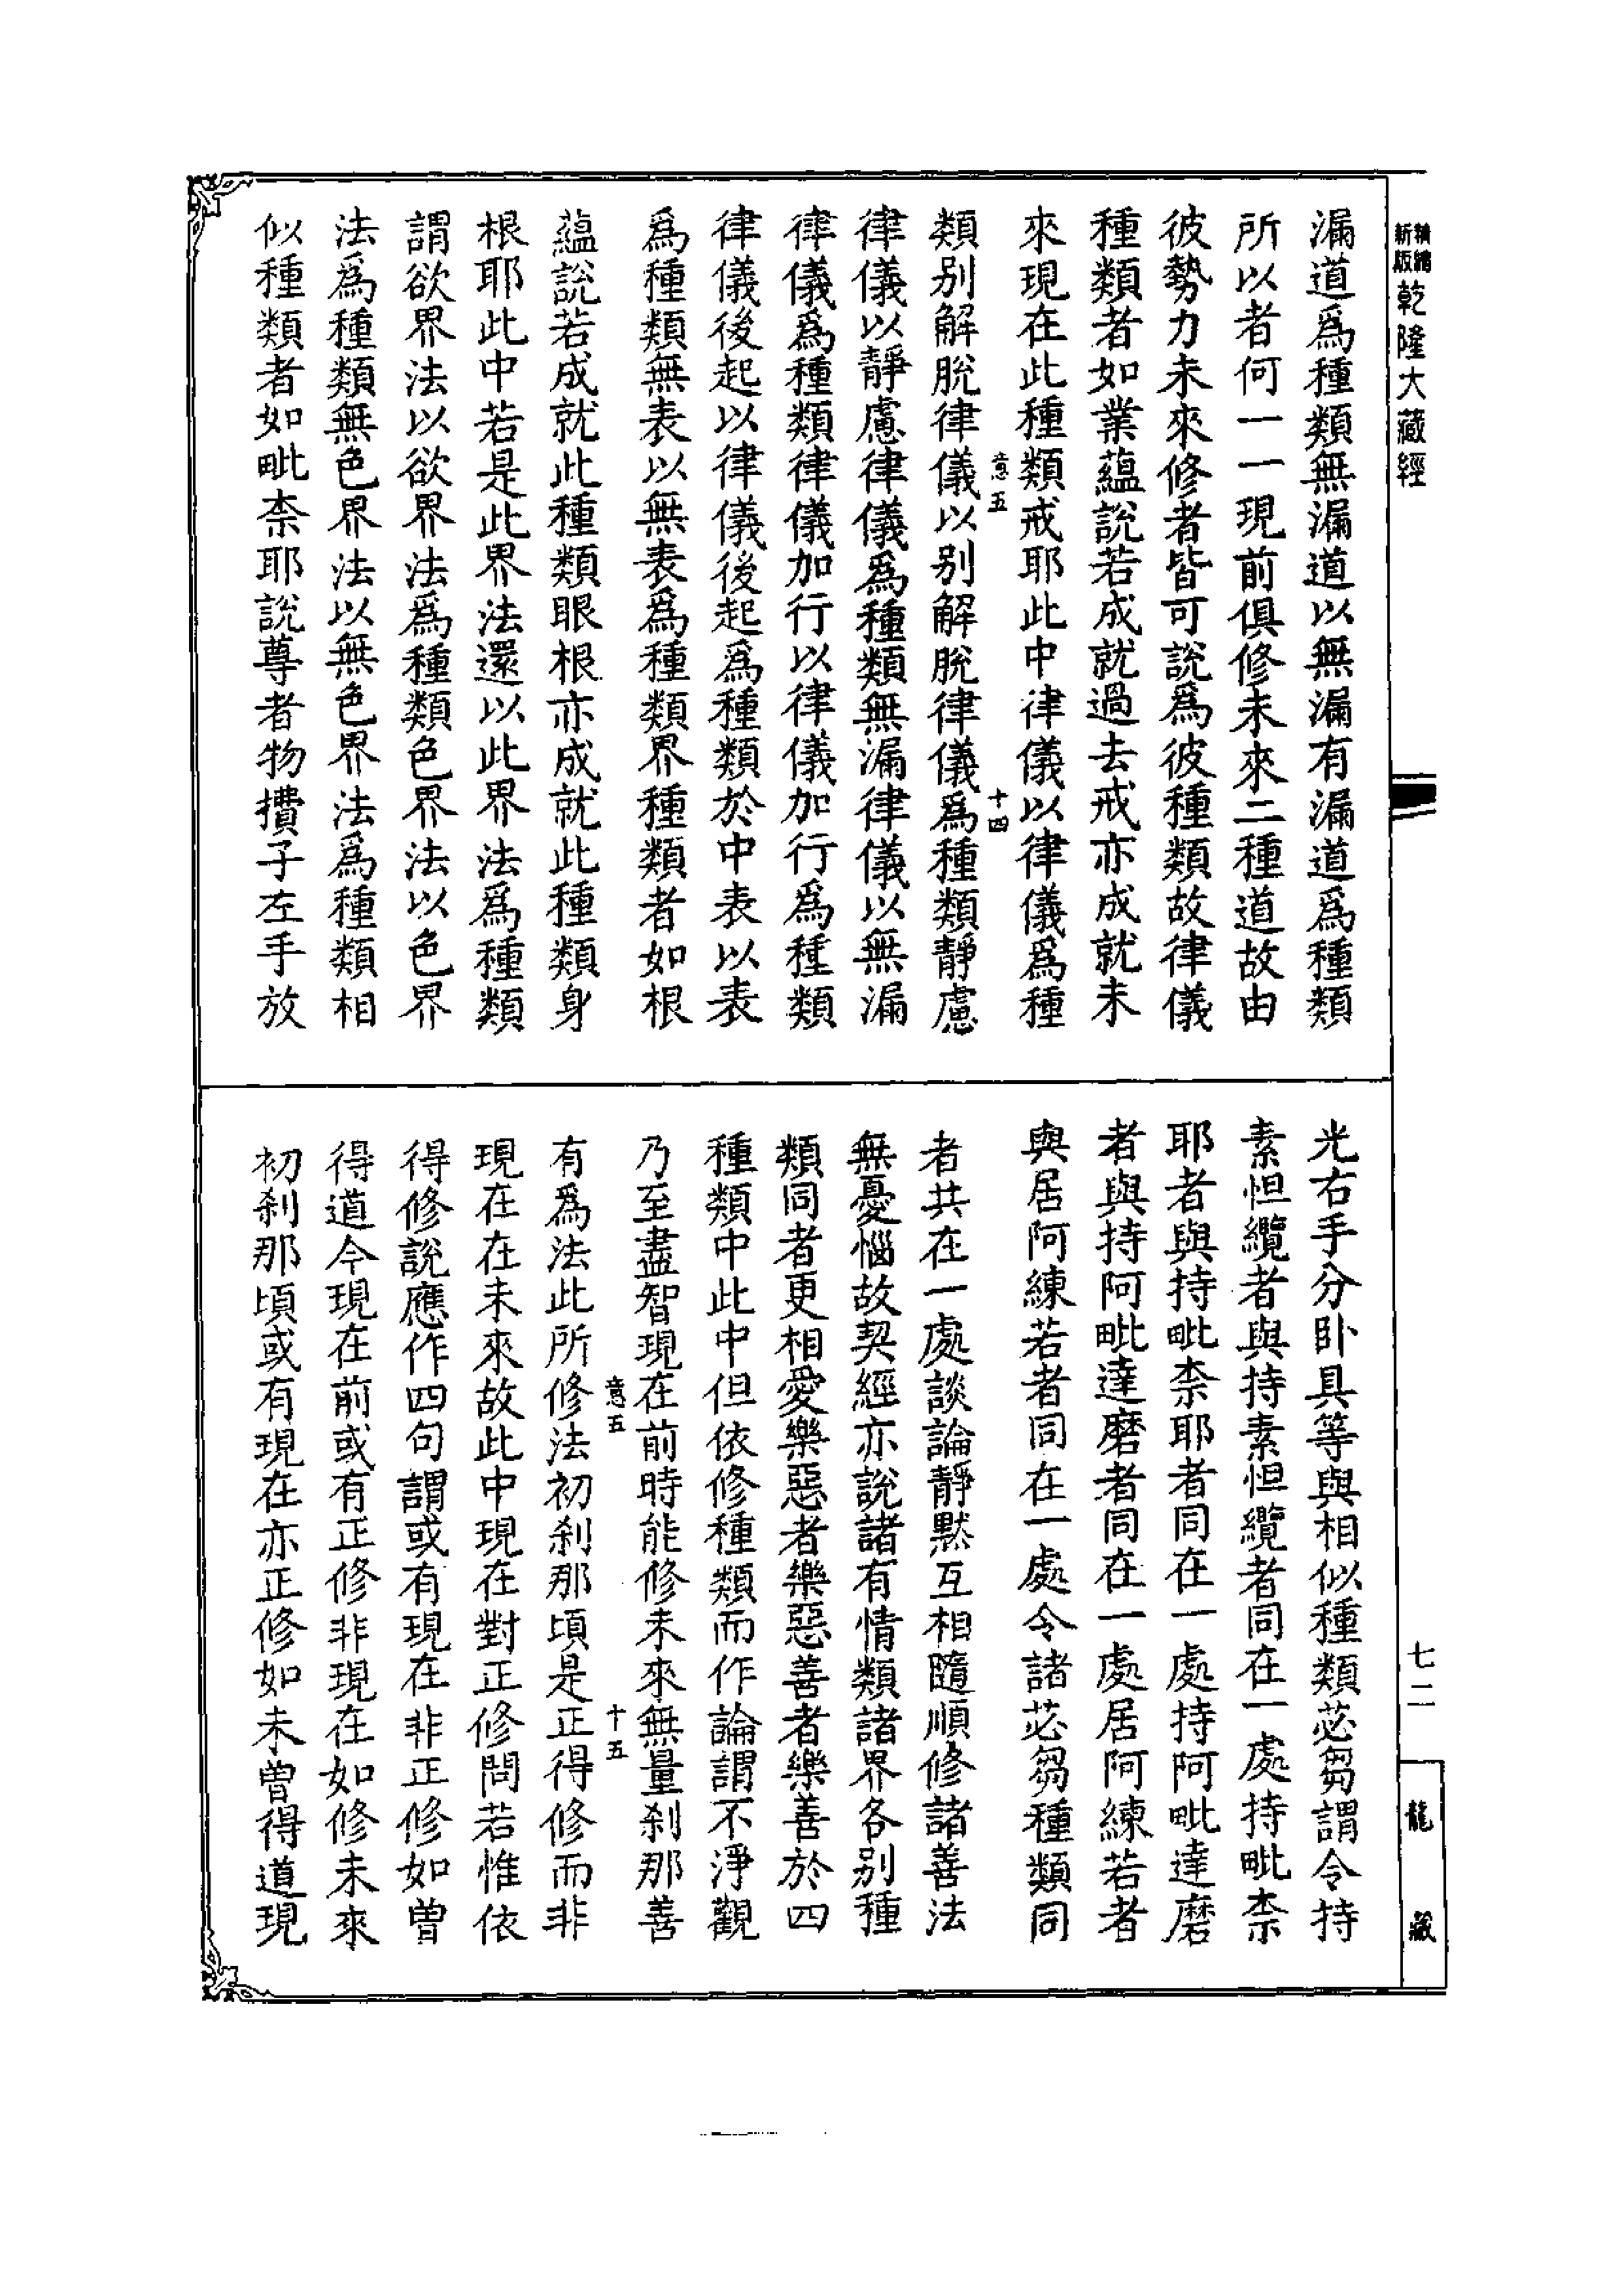 新版
精縮
乾隆大藏經
漏道爲種類無漏道以無漏有漏道爲種類
所以者何一一現前俱修未來二種道故由
彼勢力未來修者皆可說爲彼種類故律儀
種類者如業蘊說若成就過去戒亦成就未
來現在此種類戒耶此中律儀以律儀爲種
意五
十四
類別解脫律儀以別解脫律儀爲種類靜慮
律儀以靜慮律儀爲種類無漏律儀以無漏
律儀爲種類律儀加行以律儀加行爲種類
律儀後起以律儀後起爲種類於中表以表
爲種類無表以無表爲種類界種類者如根
蘊說若成就此種類眼根亦成就此種類身
根耶此中若是此界法還以此界法爲種類
謂欲界法以欲界法爲種類色界法以色界
法爲種類無色界法以無色界法爲種類相
似種類者如毗柰耶說尊者物擯子左手放
七二
龍藏
光右手分卧具等與相似種類苾芻謂令持
素怛纜者與持素怛纜者同在一處持毗柰
耶者與持毗柰耶者同在一處持阿毗達磨
者與持阿毗達磨者同在一處居阿練若者
與居阿練若者同在一處令諸苾芻種類同
者共在一處談論靜默互相隨順修諸善法
無憂惱故契經亦說諸有情類諸界各別種
類同者更相愛樂惡者樂惡善者樂善於四
種類中此中但依修種類而作論謂不淨觀
乃至盡智現在前時能修未來無量刹那善
意五
十五
有爲法此所修法初刹那頃是正得修而非
現在在未來故此中現在對正修問若惟依
得修說應作四句謂或有現在非正修如曾
得道今現在前或有正修非現在如修未來
初刹那頃或有現在亦正修如未曾得道現